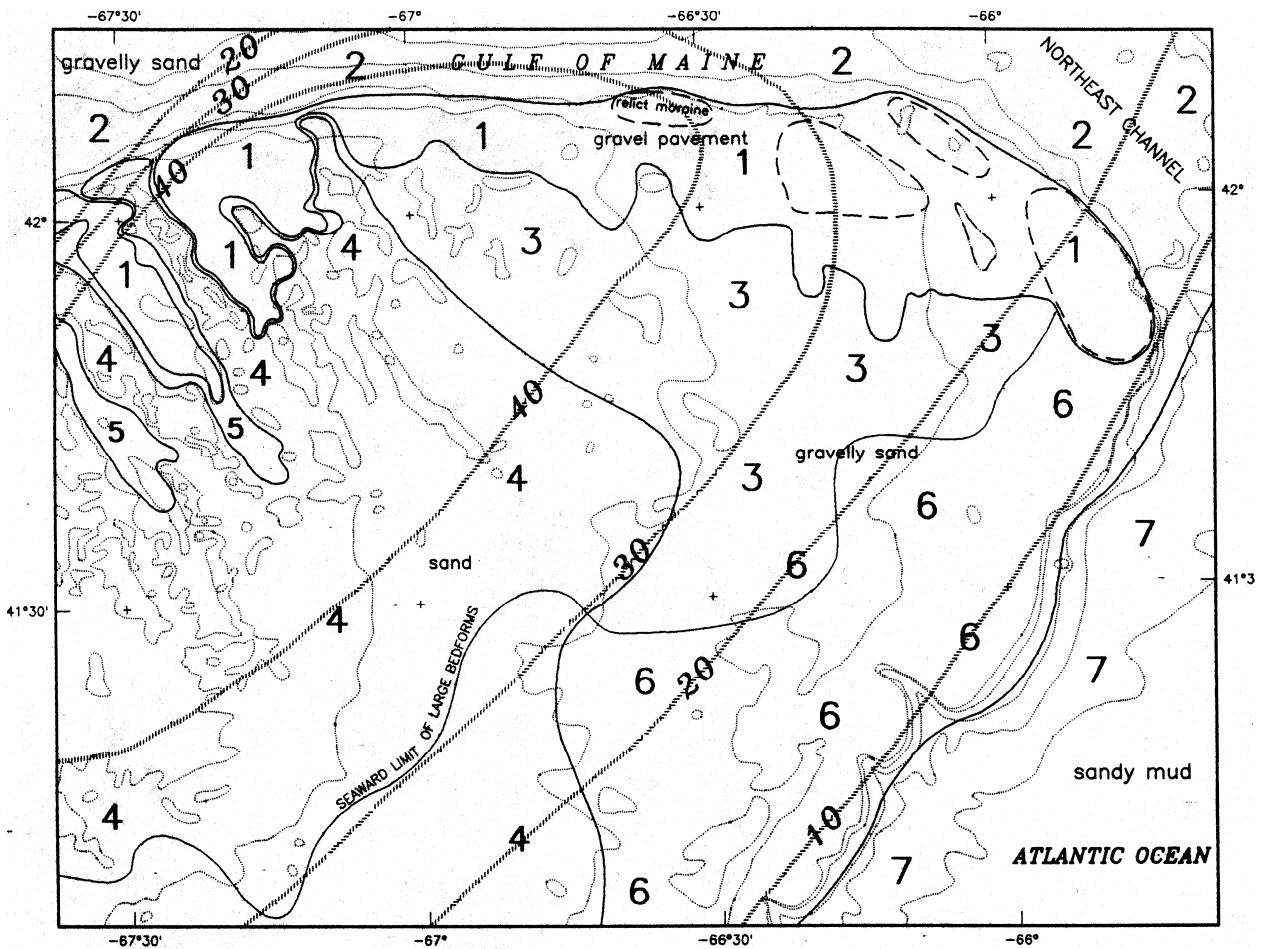 -67°30' -67° -66°30' -66°
gravelly sand 20 2 GULF OF MAINE 2 NORTHEAST CHANNEL
30 2
2 relict moraine 2
1 1 gravel pavement 1
40
42° 42°
4 3
1 1 1
3
4 3
4 3
40 6
5 5
gravelly sand
4 3
6
7
30
sand 6
41°30' 41°3
4
6
SEAWARD LIMIT OF LARGE BEDFORMS
7
6 20
6
sandy mud
4 4 10
ATLANTIC OCEAN
7
6
-67°30' -67° -66°30' -66°